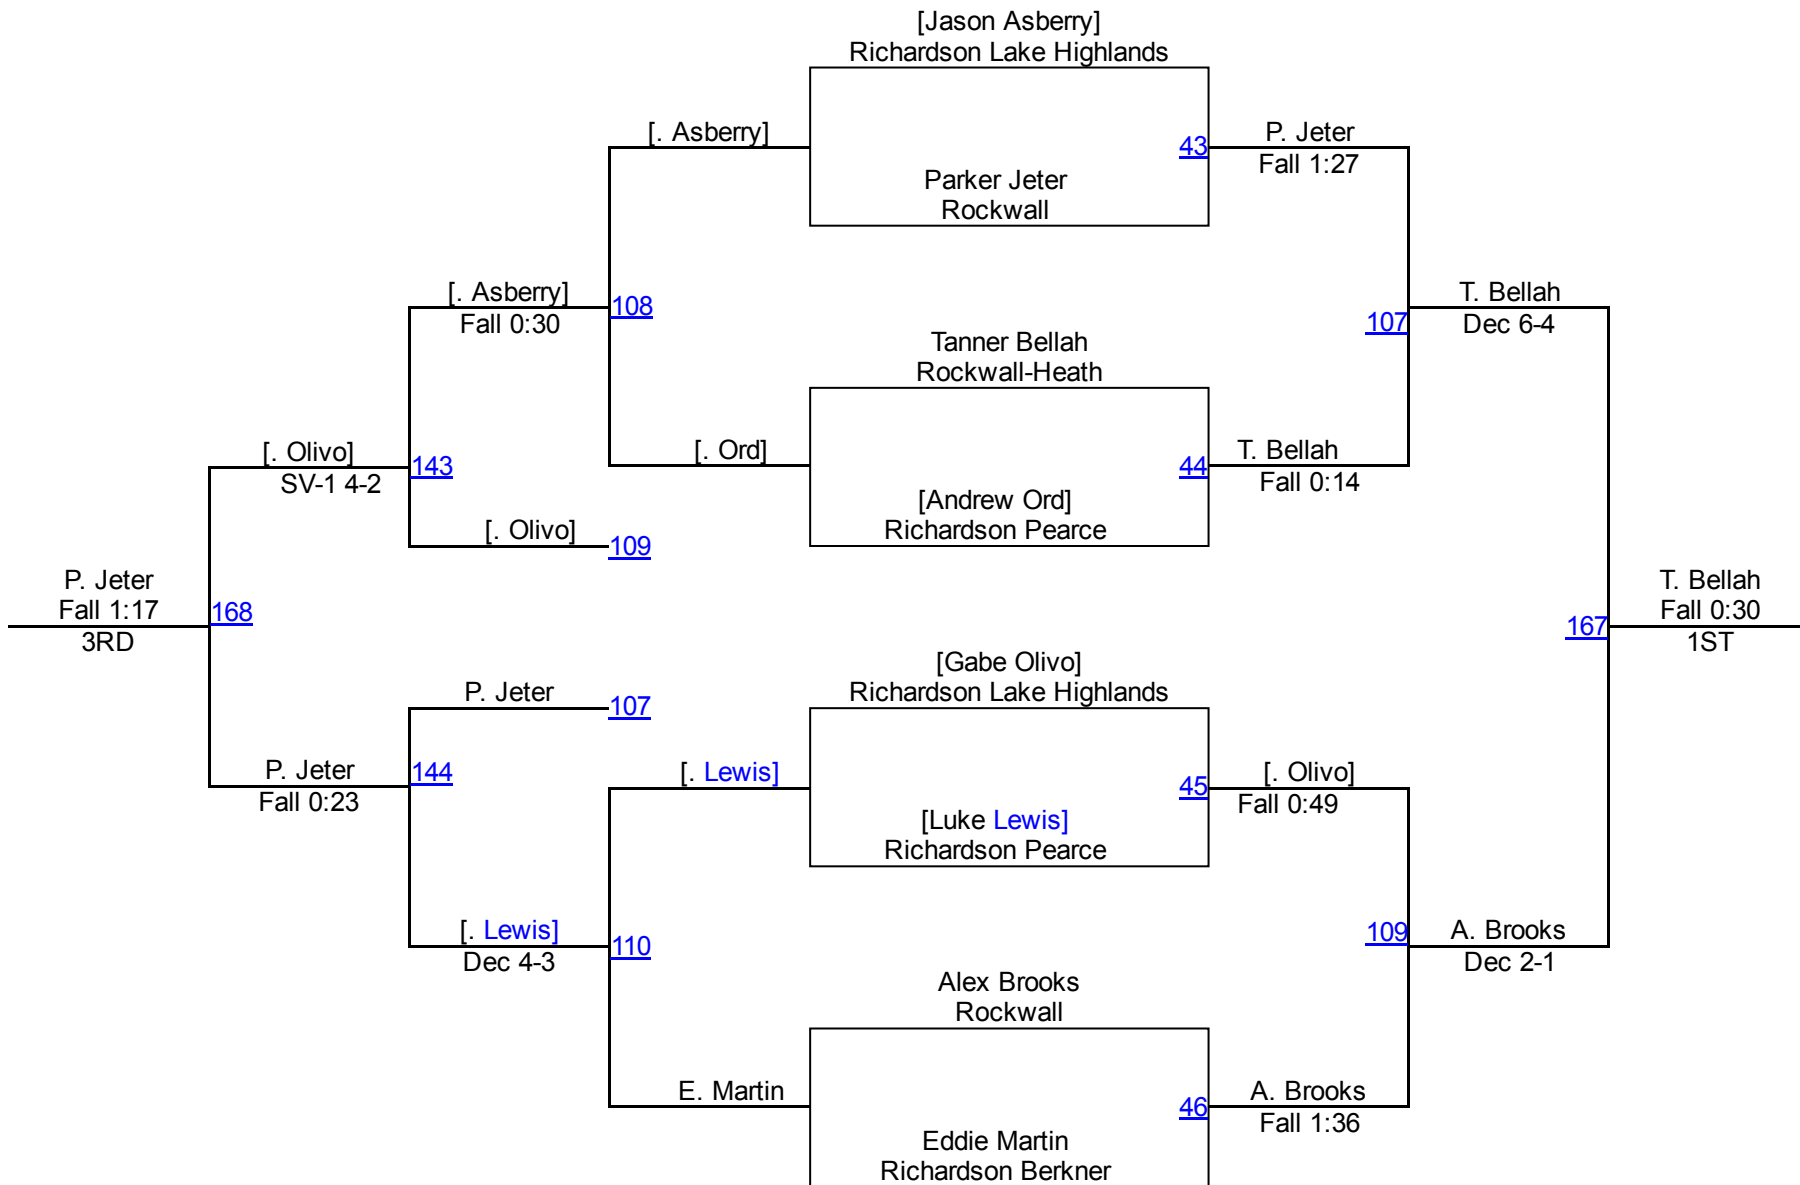 [Jason Asberry]
Richardson Lake Highlands
[. Asberry]
43
P. Jeter
Fall 1:27
Parker Jeter
Rockwall
[. Asberry]
Fall 0:30
108
T. Bellah
Dec 6-4
107
Tanner Bellah
Rockwall-Heath
[. Olivo]
SV-1 4-2
143
[. Ord]
44
T. Bellah
Fall 0:14
[Andrew Ord]
Richardson Pearce
[. Olivo]
109
P. Jeter
Fall 1:17
3RD
168
T. Bellah
Fall 0:30
1ST
167
[Gabe Olivo]
Richardson Lake Highlands
P. Jeter
107
P. Jeter
Fall 0:23
144
[. Lewis]
45
[. Olivo]
Fall 0:49
[Luke Lewis]
Richardson Pearce
[. Lewis]
Dec 4-3
110
109
A. Brooks
Dec 2-1
Alex Brooks
Rockwall
E. Martin
46
A. Brooks
Fall 1:36
Eddie Martin
Richardson Berkner